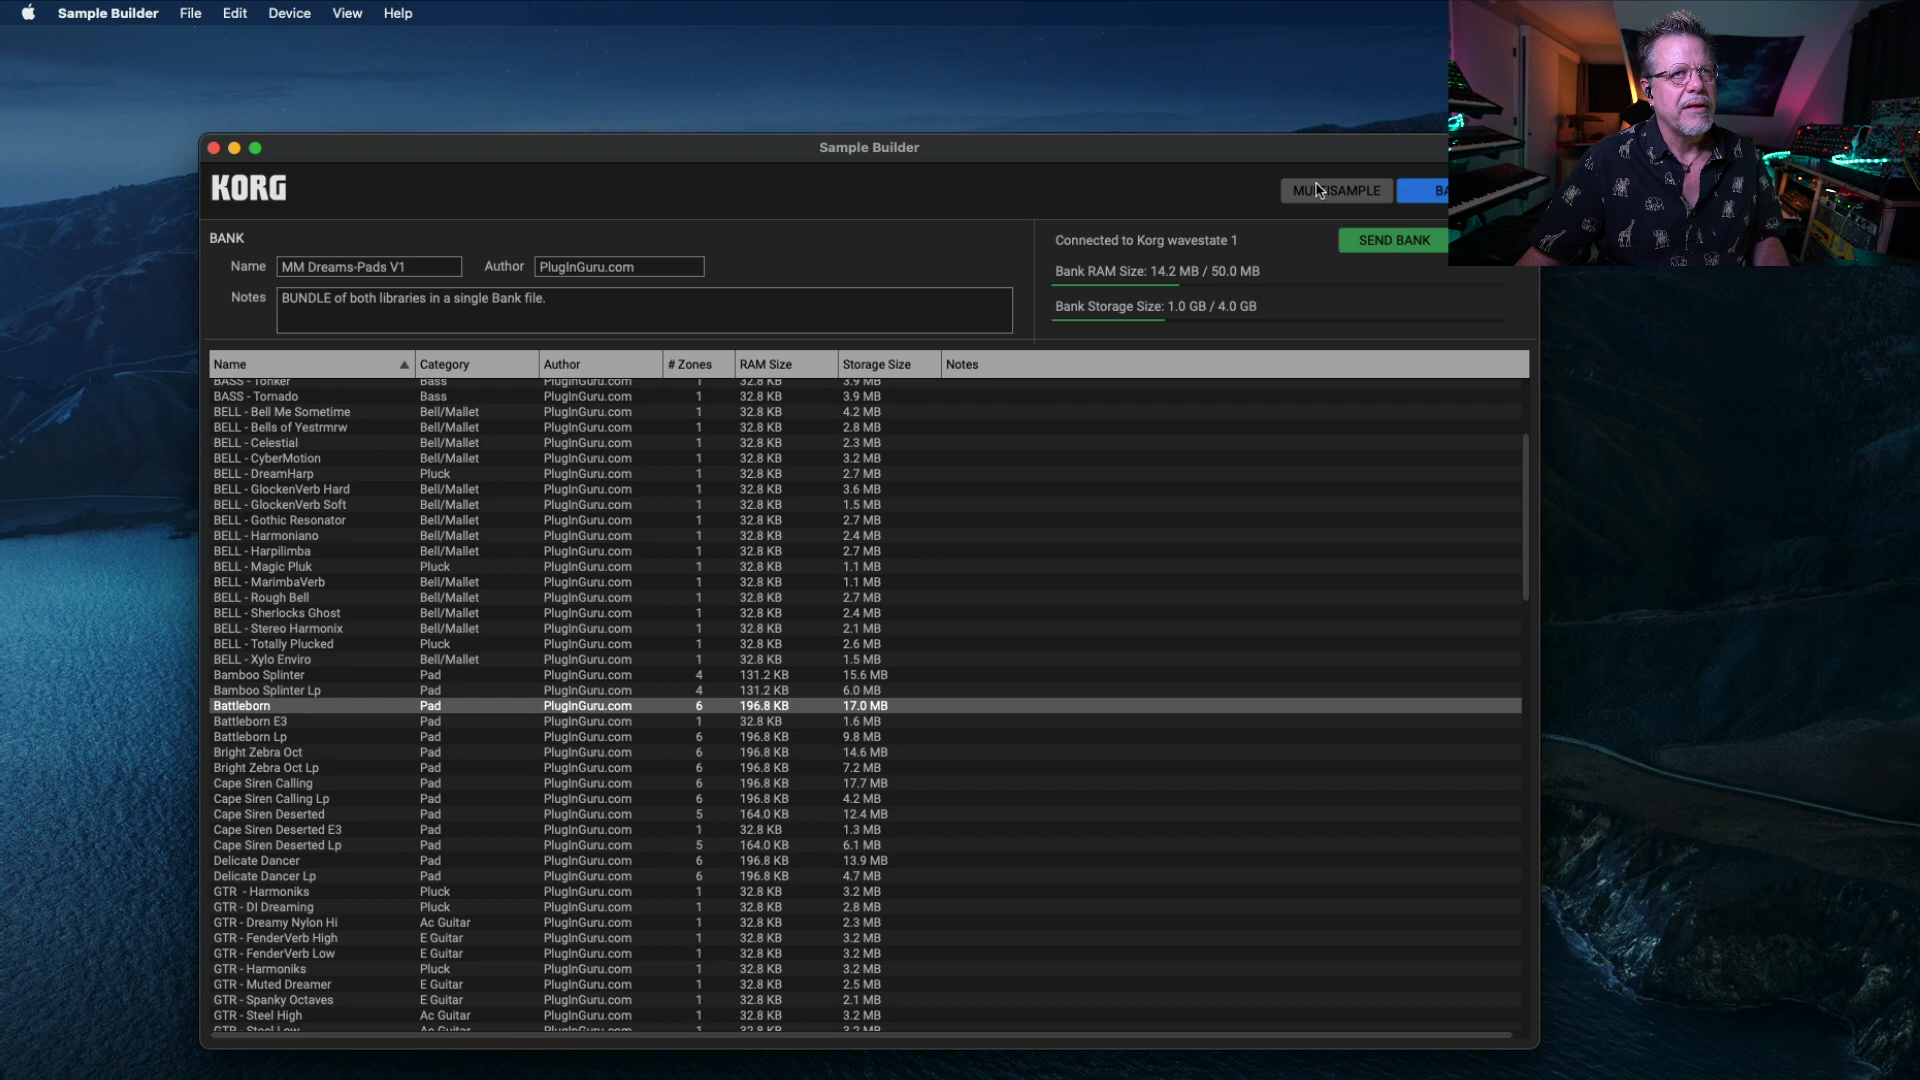 Sample Builder File Edit Device View Help
Sample Builder
KORG
MULTISAMPLE BA
BANK
Name MM Dreams-Pads V1 Author PlugInGuru.com
Notes BUNDLE of both libraries in a single Bank file.
Connected to Korg wavestate 1 SEND BANK
Bank RAM Size: 14.2 MB / 50.0 MB
Bank Storage Size: 1.0 GB / 4.0 GB
Name Category Author # Zones RAM Size Storage Size Notes
BASS - Tonker Bass PlugInGuru.com 1 32.8 KB 3.9 MB
BASS - Tornado Bass PlugInGuru.com 1 32.8 KB 3.9 MB
BELL - Bell Me Sometime Bell/Mallet PlugInGuru.com 1 32.8 KB 4.2 MB
BELL - Bells of Yestrmrw Bell/Mallet PlugInGuru.com 1 32.8 KB 2.8 MB
BELL - Celestial Bell/Mallet PlugInGuru.com 1 32.8 KB 2.3 MB
BELL - CyberMotion Bell/Mallet PlugInGuru.com 1 32.8 KB 3.2 MB
BELL - DreamHarp Pluck PlugInGuru.com 1 32.8 KB 2.7 MB
BELL - GlockenVerb Hard Bell/Mallet PlugInGuru.com 1 32.8 KB 3.6 MB
BELL - GlockenVerb Soft Bell/Mallet PlugInGuru.com 1 32.8 KB 1.5 MB
BELL - Gothic Resonator Bell/Mallet PlugInGuru.com 1 32.8 KB 2.7 MB
BELL - Harmoniano Bell/Mallet PlugInGuru.com 1 32.8 KB 2.4 MB
BELL - Harpilimba Bell/Mallet PlugInGuru.com 1 32.8 KB 2.7 MB
BELL - Magic Pluk Pluck PlugInGuru.com 1 32.8 KB 1.1 MB
BELL - MarimbaVerb Bell/Mallet PlugInGuru.com 1 32.8 KB 1.1 MB
BELL - Rough Bell Bell/Mallet PlugInGuru.com 1 32.8 KB 2.7 MB
BELL - Sherlocks Ghost Bell/Mallet PlugInGuru.com 1 32.8 KB 2.4 MB
BELL - Stereo Harmonix Bell/Mallet PlugInGuru.com 1 32.8 KB 2.1 MB
BELL - Totally Plucked Pluck PlugInGuru.com 1 32.8 KB 2.6 MB
BELL - Xylo Enviro Bell/Mallet PlugInGuru.com 1 32.8 KB 1.5 MB
Bamboo Splinter Pad PlugInGuru.com 4 131.2 KB 15.6 MB
Bamboo Splinter Lp Pad PlugInGuru.com 4 131.2 KB 6.0 MB
Battleborn Pad PlugInGuru.com 6 196.8 KB 17.0 MB
Battleborn E3 Pad PlugInGuru.com 1 32.8 KB 1.6 MB
Battleborn Lp Pad PlugInGuru.com 6 196.8 KB 9.8 MB
Bright Zebra Oct Pad PlugInGuru.com 6 196.8 KB 14.6 MB
Bright Zebra Oct Lp Pad PlugInGuru.com 6 196.8 KB 7.2 MB
Cape Siren Calling Pad PlugInGuru.com 6 196.8 KB 17.7 MB
Cape Siren Calling Lp Pad PlugInGuru.com 6 196.8 KB 4.2 MB
Cape Siren Deserted Pad PlugInGuru.com 5 164.0 KB 12.4 MB
Cape Siren Deserted E3 Pad PlugInGuru.com 1 32.8 KB 1.3 MB
Cape Siren Deserted Lp Pad PlugInGuru.com 5 164.0 KB 6.1 MB
Delicate Dancer Pad PlugInGuru.com 6 196.8 KB 13.9 MB
Delicate Dancer Lp Pad PlugInGuru.com 6 196.8 KB 4.7 MB
GTR - Harmoniks Pluck PlugInGuru.com 1 32.8 KB 3.2 MB
GTR - DI Dreaming Pluck PlugInGuru.com 1 32.8 KB 2.8 MB
GTR - Dreamy Nylon Hi Ac Guitar PlugInGuru.com 1 32.8 KB 2.3 MB
GTR - FenderVerb High E Guitar PlugInGuru.com 1 32.8 KB 3.2 MB
GTR - FenderVerb Low E Guitar PlugInGuru.com 1 32.8 KB 3.2 MB
GTR - Harmoniks Pluck PlugInGuru.com 1 32.8 KB 3.2 MB
GTR - Muted Dreamer E Guitar PlugInGuru.com 1 32.8 KB 2.5 MB
GTR - Spanky Octaves E Guitar PlugInGuru.com 1 32.8 KB 2.1 MB
GTR - Steel High Ac Guitar PlugInGuru.com 1 32.8 KB 3.2 MB
GTR - Steel Low Ac Guitar PlugInGuru.com 1 32.8 KB 3.2 MB